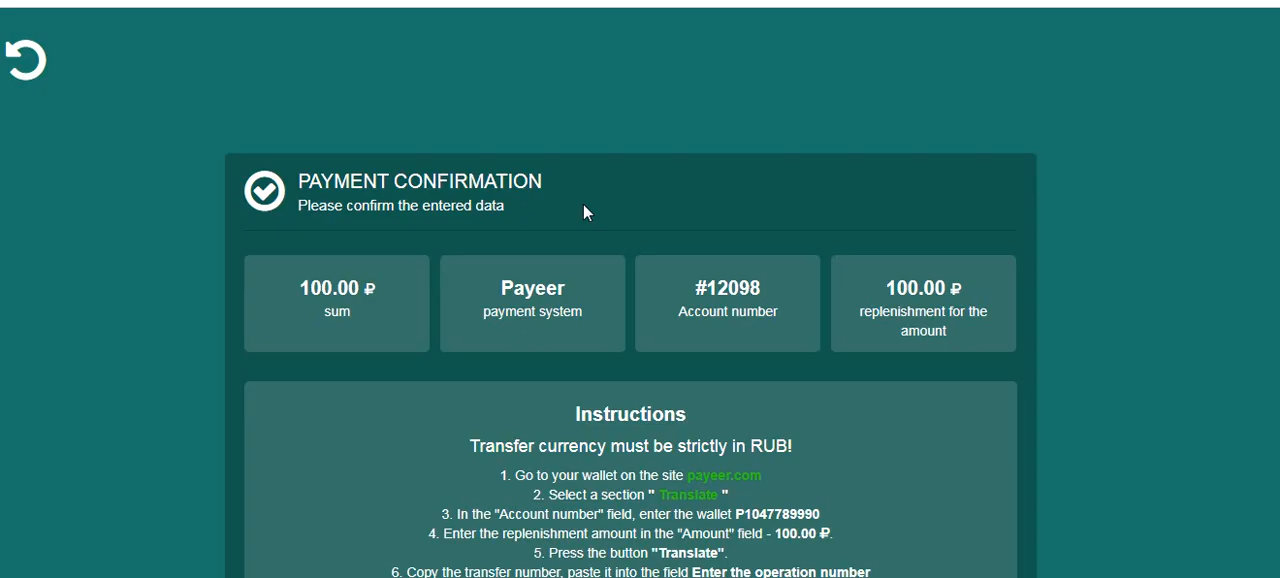 PAYMENT CONFIRMATION
Please confirm the entered data
100.00 ₽
sum
Payeer
payment system
#12098
Account number
100.00 ₽
replenishment for the
amount
Instructions
Transfer currency must be strictly in RUB!
1. Go to your wallet on the site payeer.com
2. Select a section " Translate "
3. In the "Account number" field, enter the wallet P1047789990
4. Enter the replenishment amount in the "Amount" field - 100.00 ₽.
5. Press the button "Translate".
6. Copy the transfer number, paste it into the field Enter the operation number